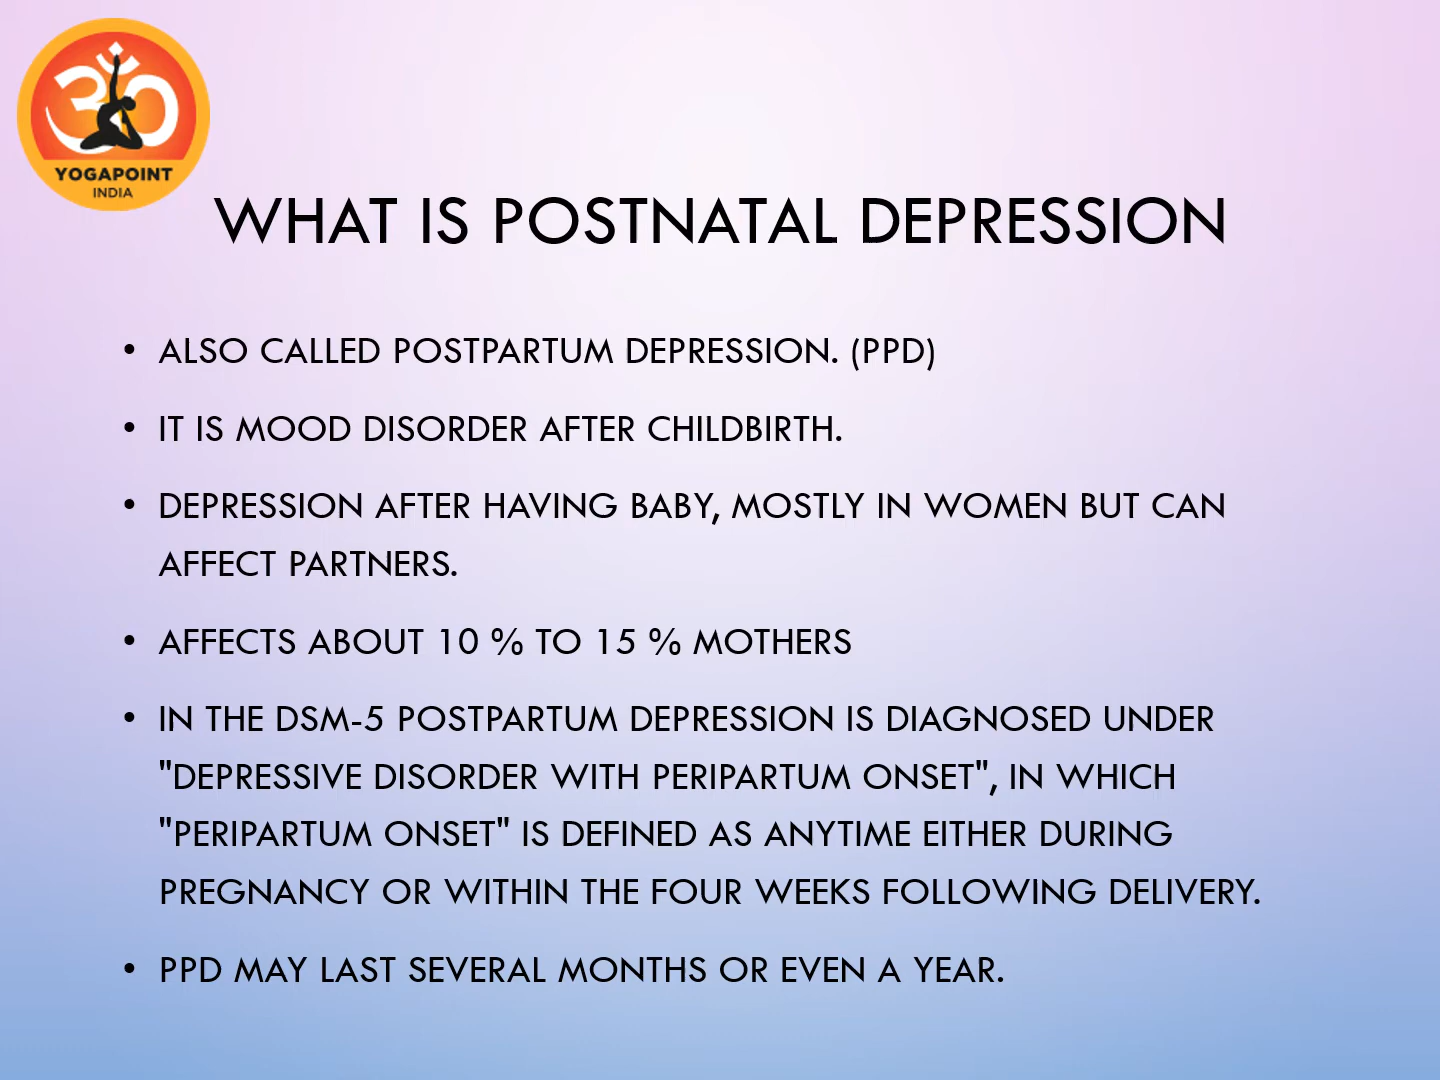 YOGAPOINT
INDIA
WHAT IS POSTNATAL DEPRESSION
• ALSO CALLED POSTPARTUM DEPRESSION. (PPD)
• IT IS MOOD DISORDER AFTER CHILDBIRTH.
• DEPRESSION AFTER HAVING BABY, MOSTLY IN WOMEN BUT CAN
AFFECT PARTNERS.
• AFFECTS ABOUT 10 % TO 15 % MOTHERS
• IN THE DSM-5 POSTPARTUM DEPRESSION IS DIAGNOSED UNDER
"DEPRESSIVE DISORDER WITH PERIPARTUM ONSET", IN WHICH
"PERIPARTUM ONSET" IS DEFINED AS ANYTIME EITHER DURING
PREGNANCY OR WITHIN THE FOUR WEEKS FOLLOWING DELIVERY.
• PPD MAY LAST SEVERAL MONTHS OR EVEN A YEAR.